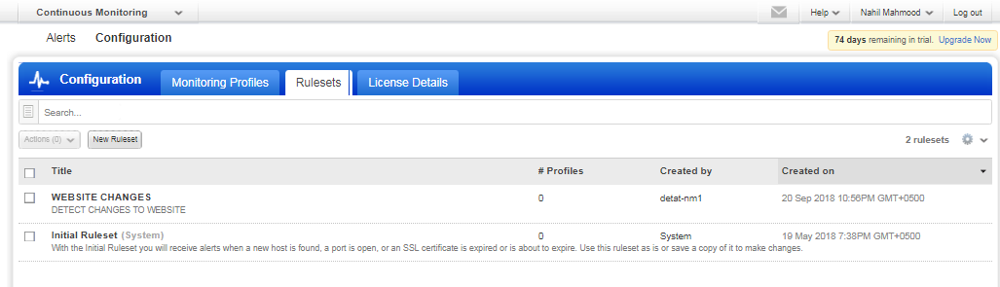 Continuous Monitoring Help Nahil Mahmood Log out
Alerts Configuration
74 days remaining in trial. Upgrade Now
Configuration Monitoring Profiles Rulesets License Details
Search...
Actions (0) New Ruleset 2 rulesets
Title # Profiles Created by Created on
WEBSITE CHANGES 0 detat-nm1 20 Sep 2018 10:56PM GMT+0500
DETECT CHANGES TO WEBSITE
Initial Ruleset (System) 0 System 19 May 2018 7:38PM GMT+0500
With the Initial Ruleset you will receive alerts when a new host is found, a port is open, or an SSL certificate is expired or is about to expire. Use this ruleset as is or save a copy of it to make changes.